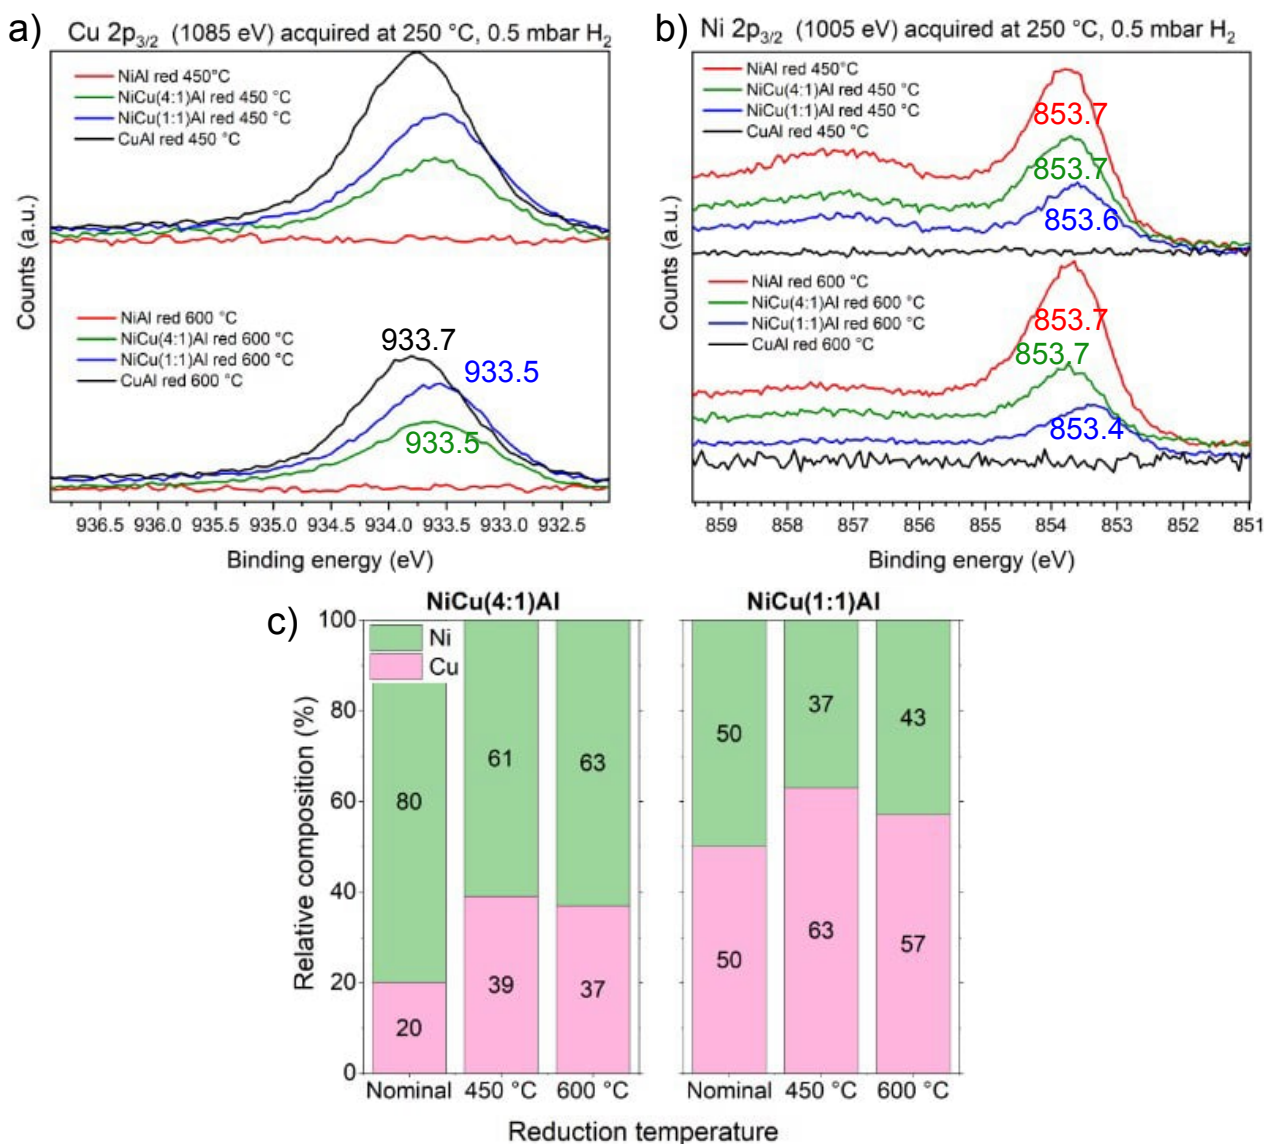 a) Cu 2p3/2 (1085 eV) acquired at 250 °C, 0.5 mbar H2
NiAl red 450°C
NiCu(4:1)Al red 450 °C
NiCu(1:1)Al red 450 °C
CuAl red 450 °C
NiAl red 600 °C
NiCu(4:1)Al red 600 °C
NiCu(1:1)Al red 600 °C
CuAl red 600 °C
933.7
933.5
933.5
Counts (a.u.)
936.5 936.0 935.5 935.0 934.5 934.0 933.5 933.0 932.5
Binding energy (eV)
b) Ni 2p3/2 (1005 eV) acquired at 250 °C, 0.5 mbar H2
NiAl red 450°C
NiCu(4:1)Al red 450 °C
NiCu(1:1)Al red 450 °C
CuAl red 450 °C
853.7
853.7
853.6
NiAl red 600 °C
NiCu(4:1)Al red 600 °C
NiCu(1:1)Al red 600 °C
CuAl red 600 °C
853.7
853.7
853.4
Counts (a.u.)
859 858 857 856 855 854 853 852 851
Binding energy (eV)
c) NiCu(4:1)Al NiCu(1:1)Al
Ni
Cu
100
80
60
40
20
0
Relative composition (%)
80 61 63 50 37 43
20 39 37 50 63 57
Nominal 450 °C 600 °C Nominal 450 °C 600 °C
Reduction temperature